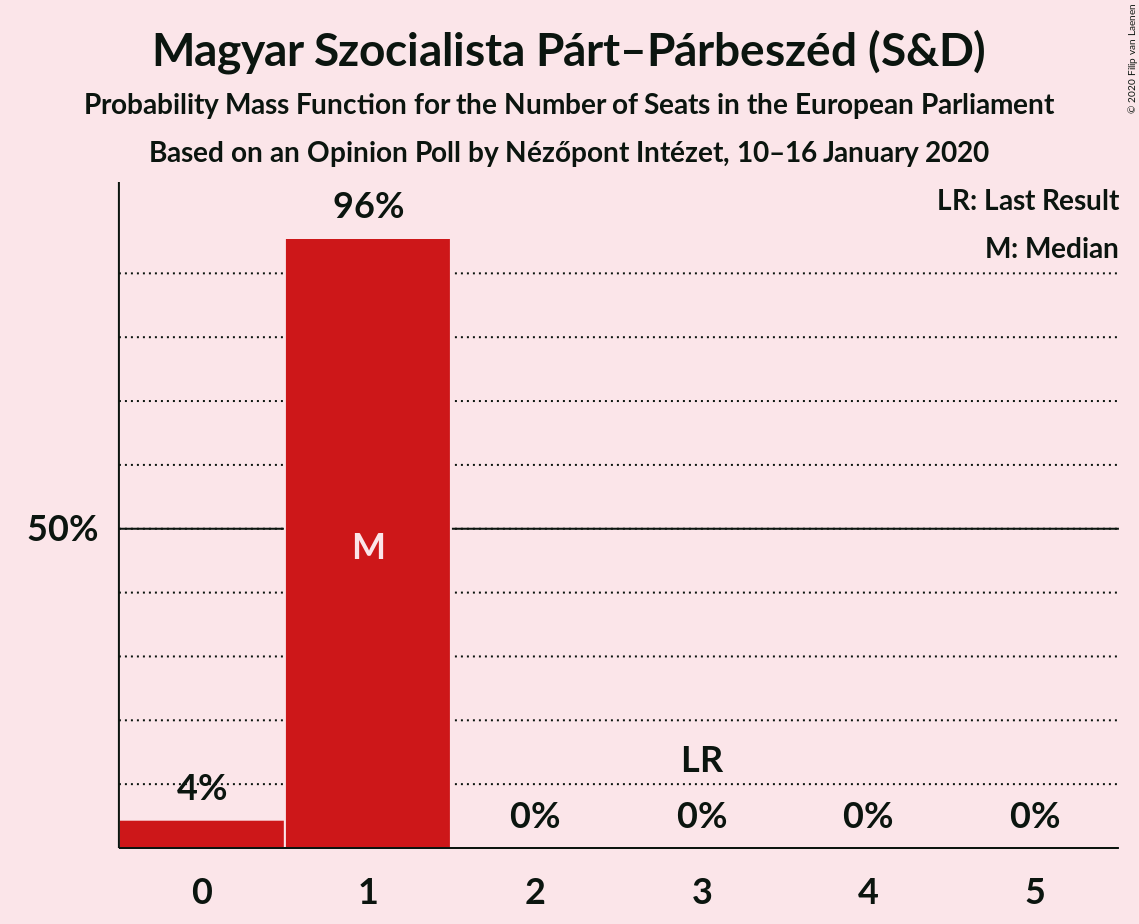 Magyar Szocialista Párt–Párbeszéd (S&D)
Probability Mass Function for the Number of Seats in the European Parliament
Based on an Opinion Poll by Nézőpont Intézet, 10–16 January 2020
© 2020 Filip van Laenen
LR: Last Result
M: Median
96%
50%
M
LR
4%
0%
0%
0%
0%
0
1
2
3
4
5